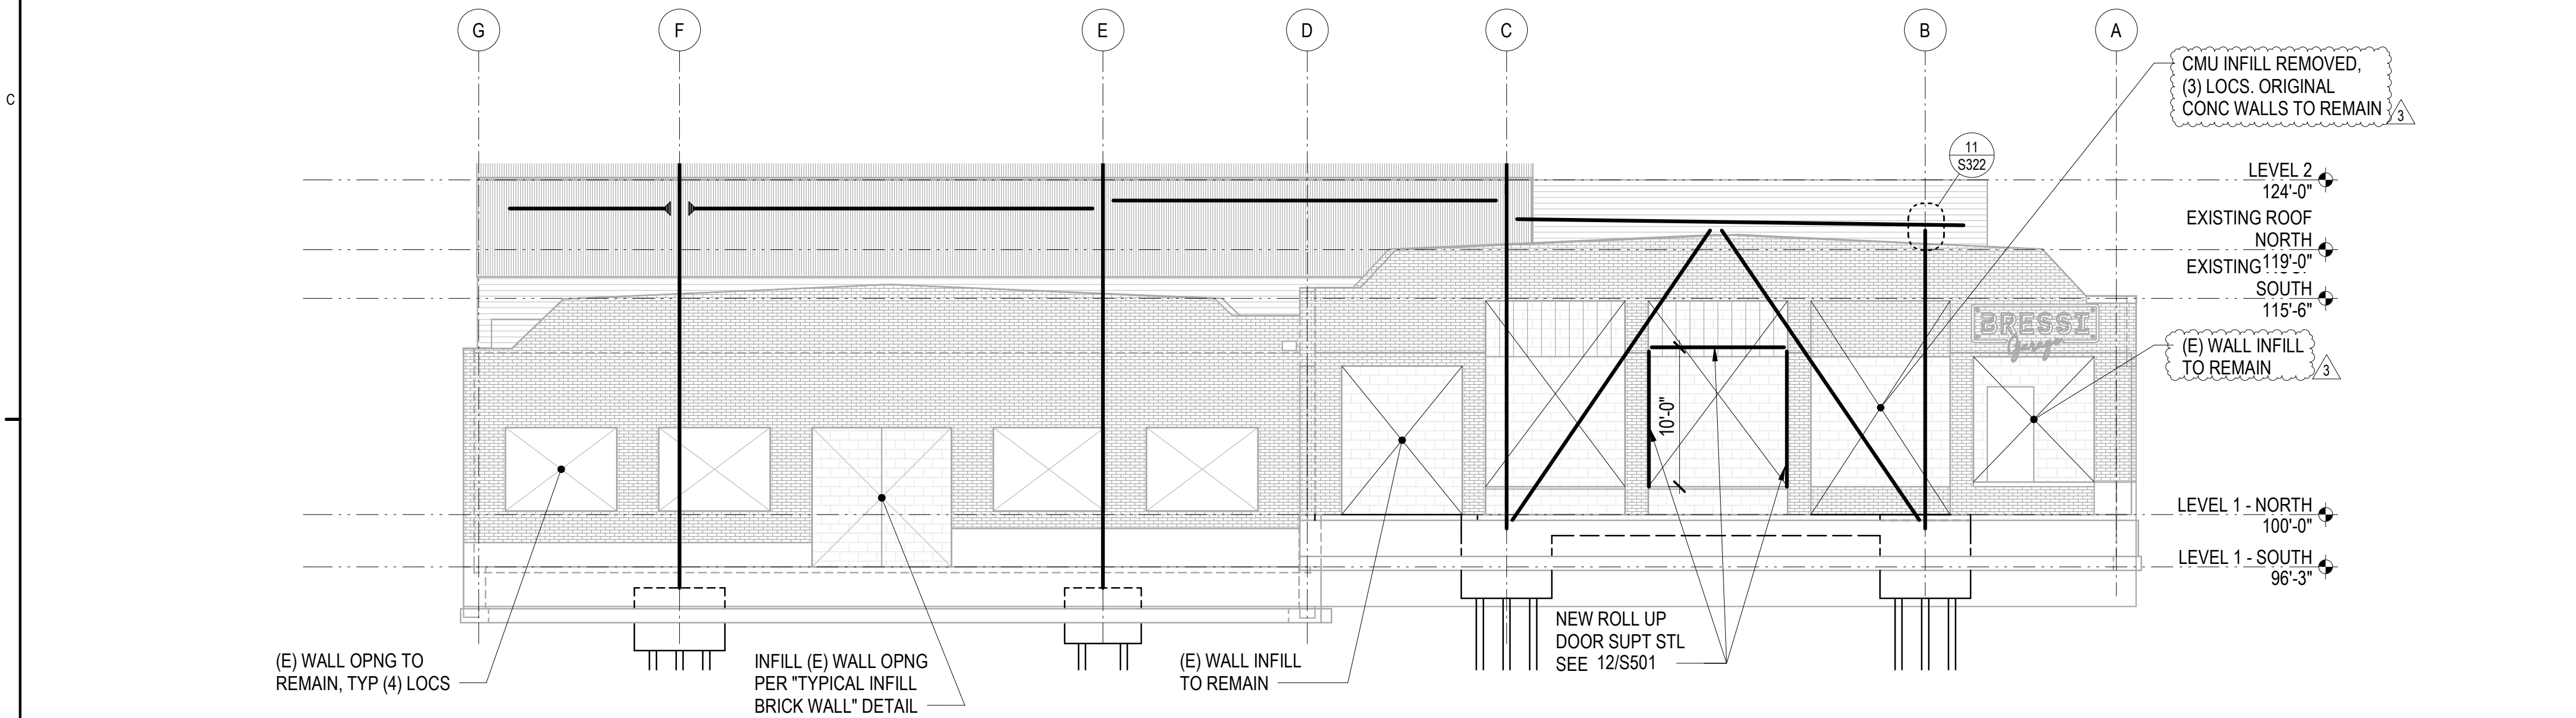 G
F
E
D
C
B
A
C
CMU INFILL REMOVED,
(3) LOCS. ORIGINAL
CONC WALLS TO REMAIN
3
11
S322
LEVEL 2
124'-0"
EXISTING ROOF
NORTH
119'-0"
EXISTING
SOUTH
115'-6"
BRESSI
Garage
(E) WALL INFILL
TO REMAIN
3
10'-0"
LEVEL 1 - NORTH
100'-0"
LEVEL 1 - SOUTH
96'-3"
(E) WALL OPNG TO
REMAIN, TYP (4) LOCS
INFILL (E) WALL OPNG
PER "TYPICAL INFILL
BRICK WALL" DETAIL
(E) WALL INFILL
TO REMAIN
NEW ROLL UP
DOOR SUPT STL
SEE 12/S501